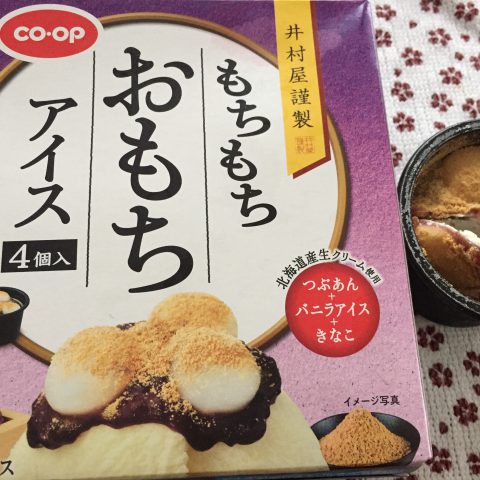 CO·OP
井村屋謹製
もちもち
おもち
アイス
4個入
北海道産生クリーム使用
つぶあん
+
バニラアイス
+
きなこ
イメージ写真
ス